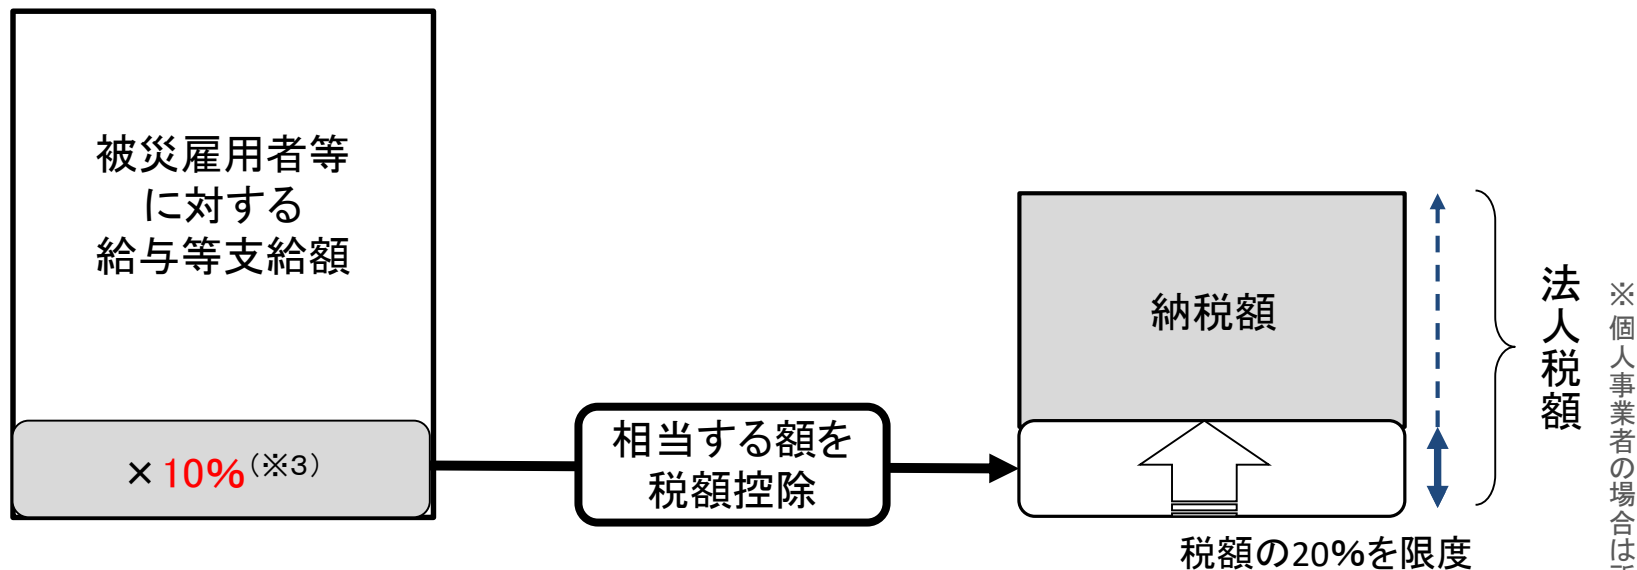 被災雇用者等
に対する
給与等支給額
×10%(※3)
相当する額を
税額控除
納税額
税額の20%を限度
法人税額
※個人事業者の場合は